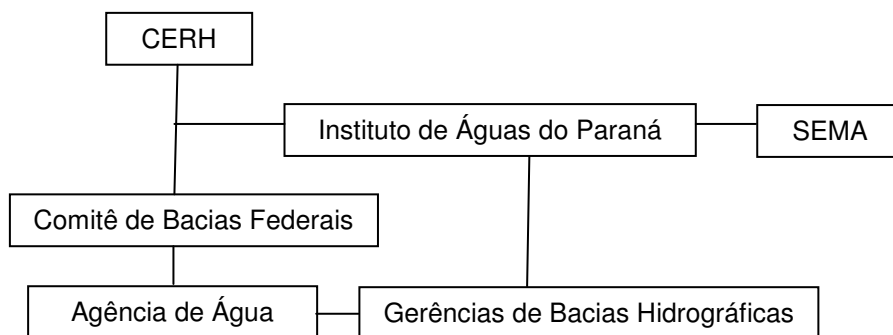 CERH
Instituto de Águas do Paraná
SEMA
Comitê de Bacias Federais
Agência de Água
Gerências de Bacias Hidrográficas